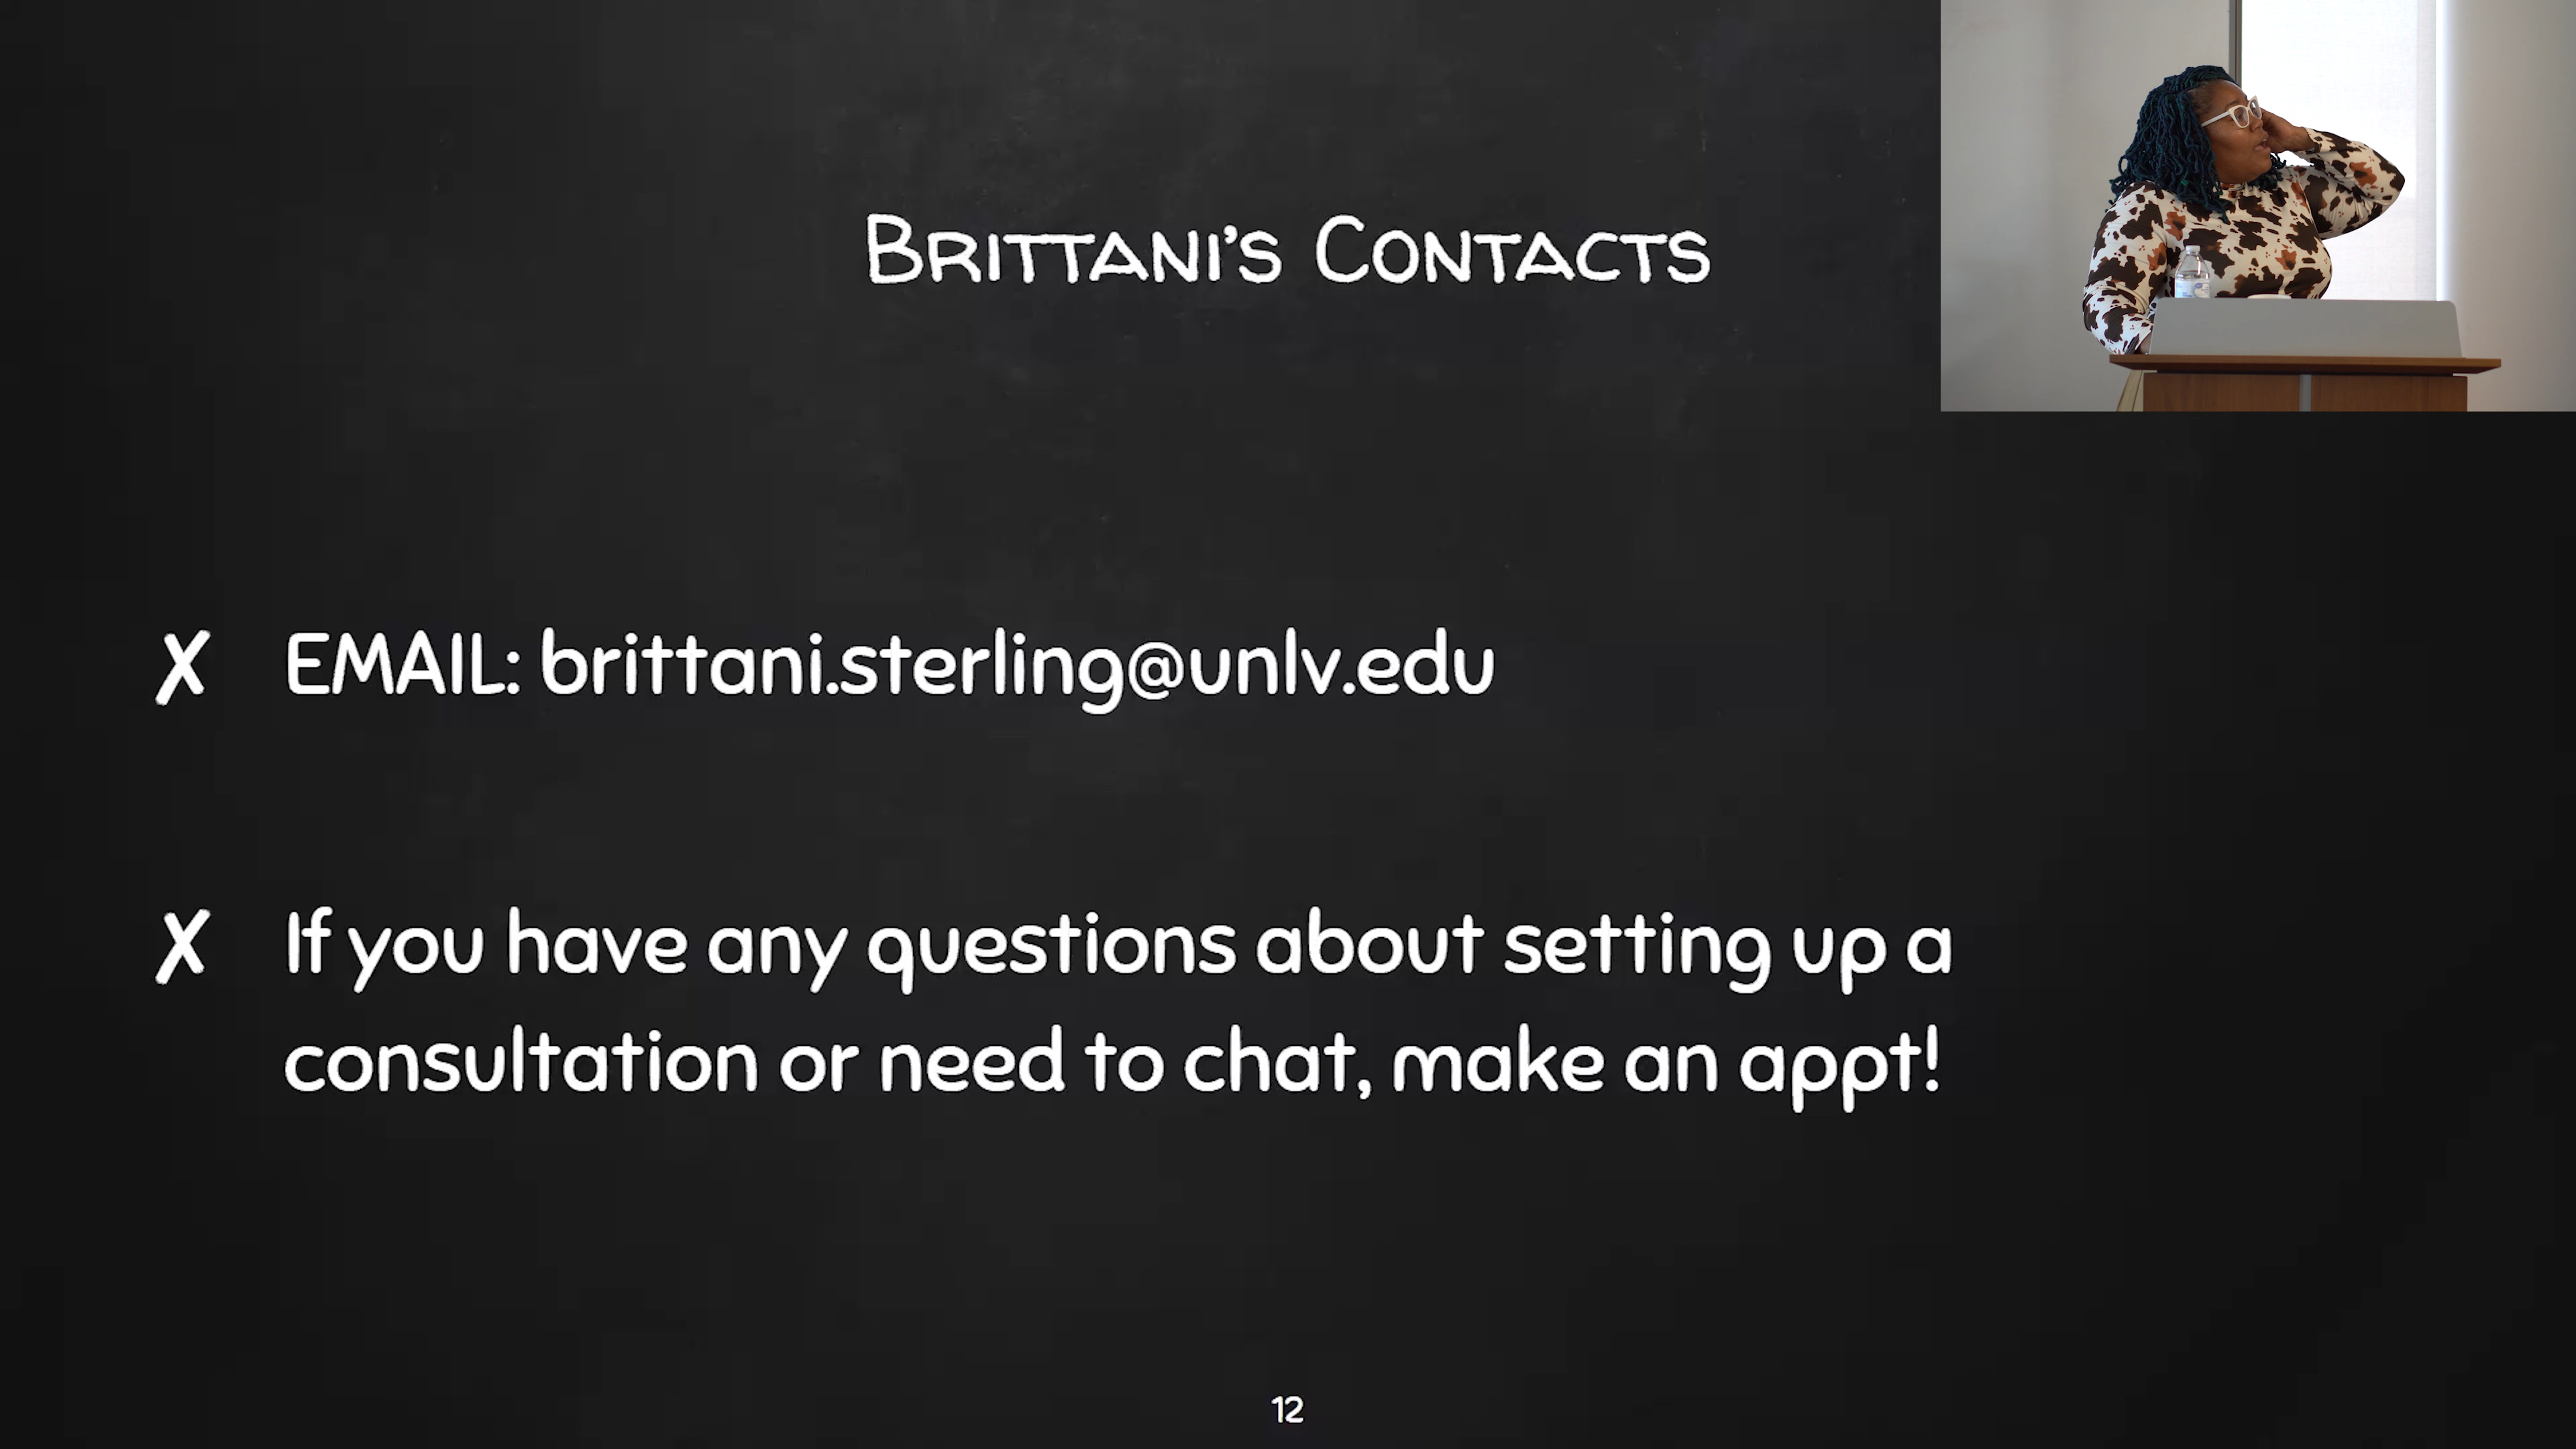 Brittani's Contacts
✗ EMAIL: brittani.sterling@unlv.edu
✗ If you have any questions about setting up a
consultation or need to chat, make an appt!
12